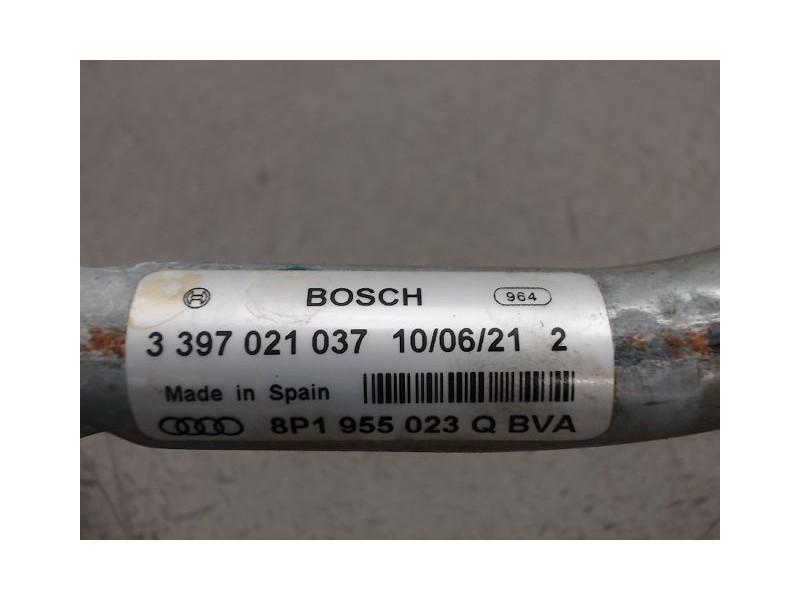 BOSCH 964
3 397 021 037 10/06/21 2
Made in Spain
8P1 955 023 Q BVA